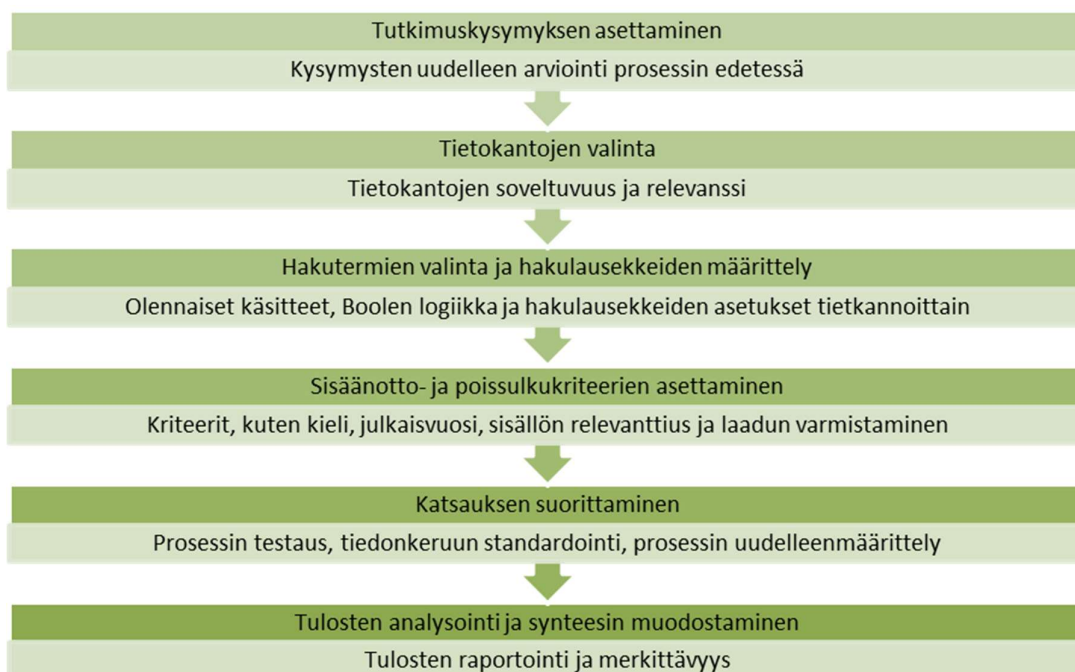 Tutkimuskysymyksen asettaminen
Kysymysten uudelleen arviointi prosessin edetessä
Tietokantojen valinta
Tietokantojen soveltuvuus ja relevanssi
Hakutermien valinta ja hakulausekkeiden määrittely
Olennaiset käsitteet, Boolen logiikka ja hakulausekkeiden asetukset tietkannoittain
Sisäänotto- ja poissulkukriteerien asettaminen
Kriteerit, kuten kieli, julkaisvuosi, sisällön relevanttius ja laadun varmistaminen
Katsauksen suorittaminen
Prosessin testaus, tiedonkeruun standardointi, prosessin uudelleenmäärittely
Tulosten analysointi ja synteesin muodostaminen
Tulosten raportointi ja merkittävyys